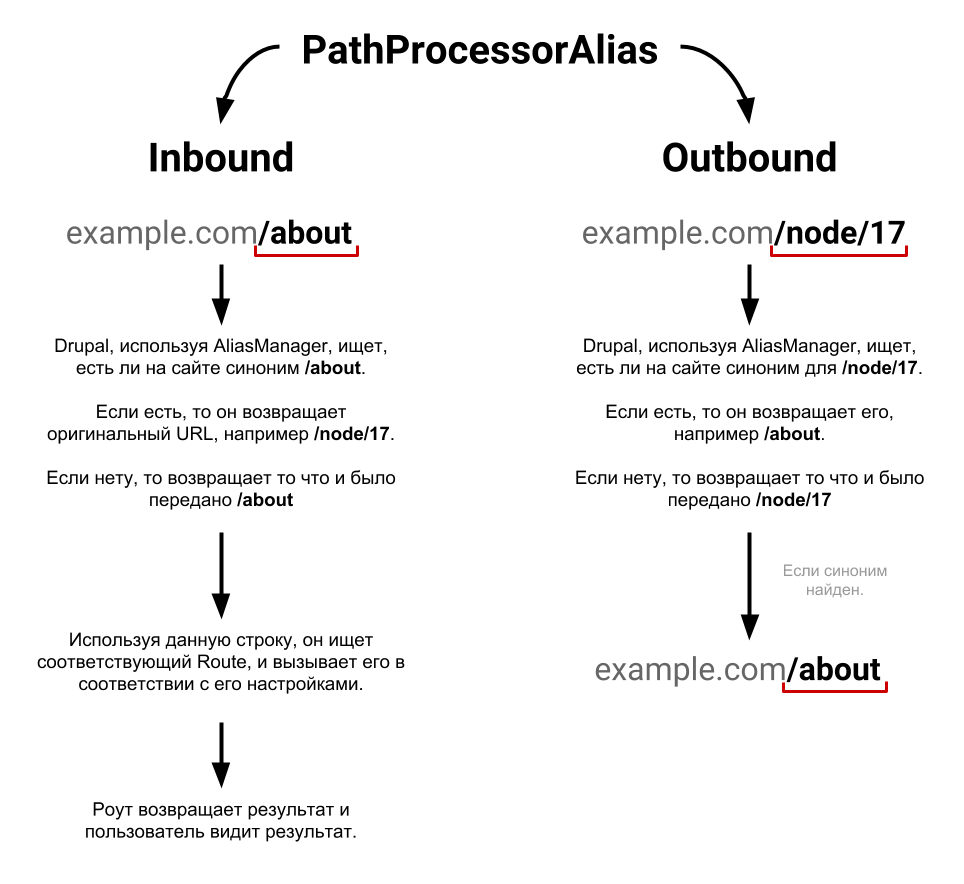 PathProcessorAlias
Inbound
example.com/about
Drupal, используя AliasManager, ищет,
есть ли на сайте синоним /about.
Если есть, то он возвращает
оригинальный URL, например /node/17.
Если нету, то возвращает то что и было
передано /about
Используя данную строку, он ищет
соответствующий Route, и вызывает его в
соответствии с его настройками.
Роут возвращает результат и
пользователь видит результат.
Outbound
example.com/node/17
Drupal, используя AliasManager, ищет,
есть ли на сайте синоним для /node/17.
Если есть, то он возвращает его,
например /about.
Если нету, то возвращает то что и было
передано /node/17
Если синоним
найден.
example.com/about